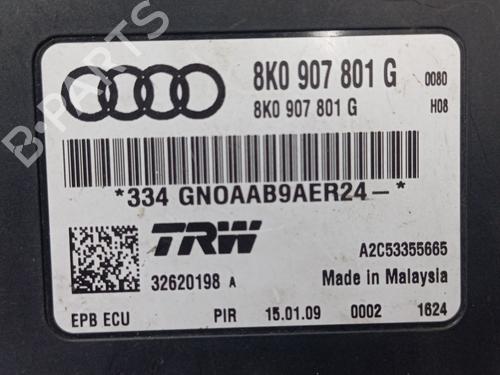 8K0 907 801 G 0080
8K0 907 801 G H08
*334 GNOAAB9AER24-*
TRW
A2C53355665
32620198 A Made in Malaysia
EPB ECU PIR 15.01.09 0002 1624
B-PARTS